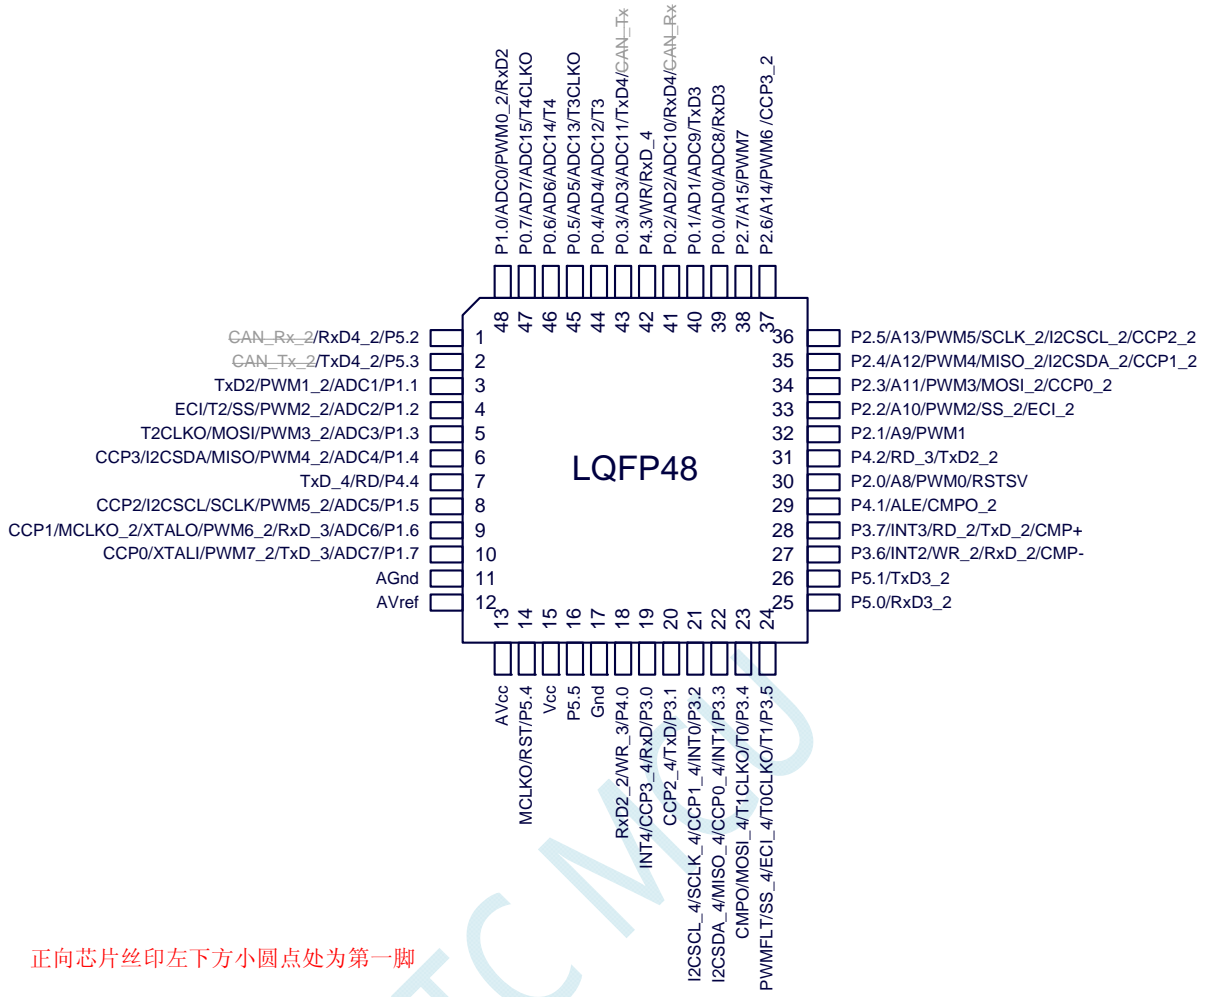 P1.0/ADC0/PWM0_2/RxD2
P0.7/AD7/ADC15/T4CLKO
P0.6/AD6/ADC14/T4
P0.5/AD5/ADC13/T3CLKO
P0.4/AD4/ADC12/T3
P0.3/AD3/ADC11/TxD4/CAN_Tx
P4.3/WR/RxD_4
P0.2/AD2/ADC10/RxD4/CAN_Rx
P0.1/AD1/ADC9/TxD3
P0.0/AD0/ADC8/RxD3
P2.7/A15/PWM7
P2.6/A14/PWM6 /CCP3_2
48 47 46 45 44 43 42 41 40 39 38 37
CAN_Rx_2/RxD4_2/P5.2 1
CAN_Tx_2/TxD4_2/P5.3 2
TxD2/PWM1_2/ADC1/P1.1 3
ECI/T2/SS/PWM2_2/ADC2/P1.2 4
T2CLKO/MOSI/PWM3_2/ADC3/P1.3 5
CCP3/I2CSDA/MISO/PWM4_2/ADC4/P1.4 6
TxD_4/RD/P4.4 7
CCP2/I2CSCL/SCLK/PWM5_2/ADC5/P1.5 8
CCP1/MCLKO_2/XTALO/PWM6_2/RxD_3/ADC6/P1.6 9
CCP0/XTALI/PWM7_2/TxD_3/ADC7/P1.7 10
AGnd 11
AVref 12
LQFP48
36 P2.5/A13/PWM5/SCLK_2/I2CSCL_2/CCP2_2
35 P2.4/A12/PWM4/MISO_2/I2CSDA_2/CCP1_2
34 P2.3/A11/PWM3/MOSI_2/CCP0_2
33 P2.2/A10/PWM2/SS_2/ECI_2
32 P2.1/A9/PWM1
31 P4.2/RD_3/TxD2_2
30 P2.0/A8/PWM0/RSTSV
29 P4.1/ALE/CMPO_2
28 P3.7/INT3/RD_2/TxD_2/CMP+
27 P3.6/INT2/WR_2/RxD_2/CMP-
26 P5.1/TxD3_2
25 P5.0/RxD3_2
13 14 15 16 17 18 19 20 21 22 23 24
AVcc
MCLKO/RST/P5.4
Vcc
P5.5
Gnd
RxD2_2/WR_3/P4.0
INT4/CCP3_4/RxD/P3.0
CCP2_4/TxD/P3.1
I2CSCL_4/SCLK_4/CCP1_4/INT0/P3.2
I2CSDA_4/MISO_4/CCP0_4/INT1/P3.3
CMPO/MOSI_4/T1CLKO/T0/P3.4
PWMFLT/SS_4/ECI_4/T0CLKO/T1/P3.5
TC MCU
正向芯片丝印左下方小圆点处为第一脚